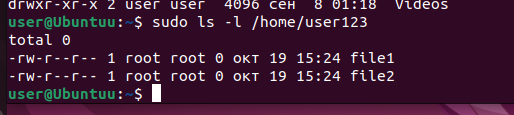 drwxr-xr-x 2 user user  4096 сен  8 01:18  Videos
user@Ubuntuu:~$ sudo ls -l /home/user123
total 0
-rw-r--r-- 1 root root 0 окт 19 15:24 file1
-rw-r--r-- 1 root root 0 окт 19 15:24 file2
user@Ubuntuu:~$